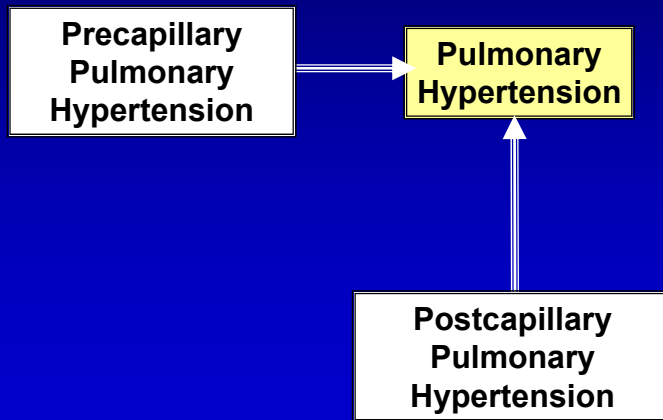 Precapillary
Pulmonary
Hypertension
Pulmonary
Hypertension
Postcapillary
Pulmonary
Hypertension